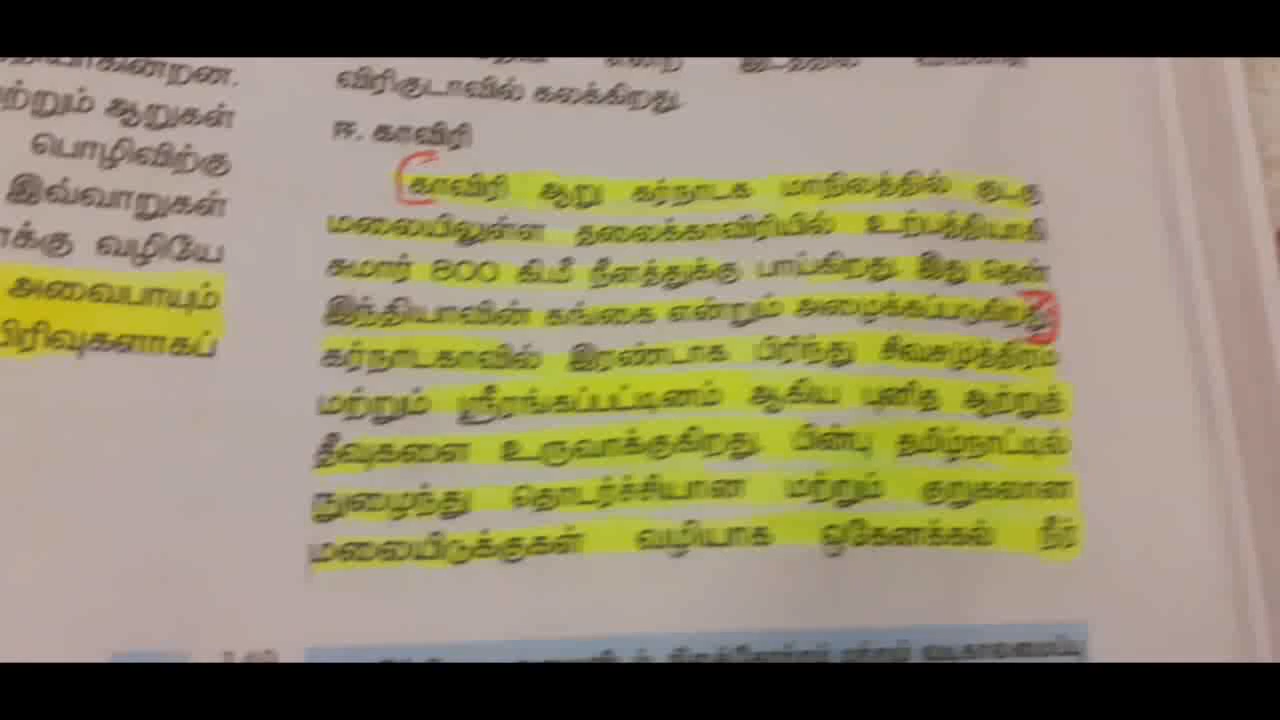 ற்றும் ஆறுகள்
பொழிவிற்கு
இவ்வாறுகள்
ாக்கு வழியே
அவைபாயும்
பிரிவுகளாகப்
விரிகுடாவில் கலக்கிறது.
ஈ. காவிரி
காவிரி ஆறு கர்நாடக மாநிலத்தில் குடகு
மலையிலுள்ள தலைக்காவிரியில் உற்பத்தியாகி
சுமார் 800 கி.மீ நீளத்துக்கு பாய்கிறது. இது தென்
இந்தியாவின் கங்கை என்றும் அழைக்கப்படுகிறது.
கர்நாடகாவில் இரண்டாக பிரிந்து சிவசமுத்திரம்
மற்றும் ஸ்ரீரங்கப்பட்டினம் ஆகிய புனித ஆற்றுத்
தீவுகளை உருவாக்குகிறது. பின்பு தமிழ்நாட்டில்
நுழைந்து தொடர்ச்சியான மற்றும் குறுகலான
மலையிடுக்குகள் வழியாக ஒகேனக்கல் நீர்